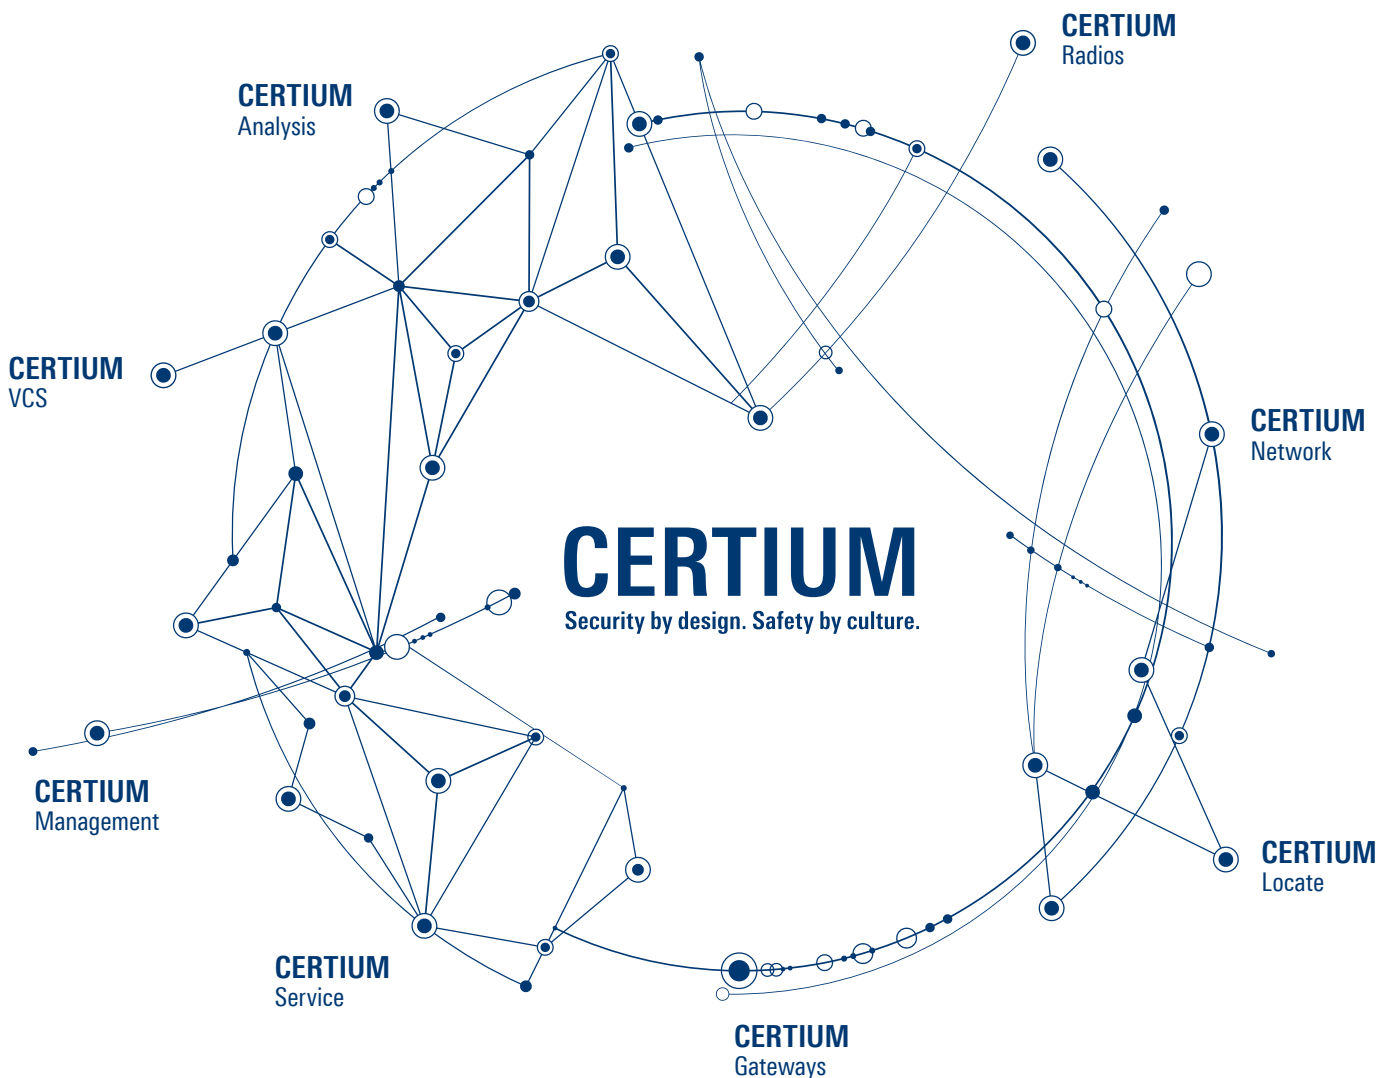 CERTIUM
Radios
CERTIUM
Analysis
CERTIUM
VCS
CERTIUM
Network
CERTIUM
Security by design. Safety by culture.
CERTIUM
Management
CERTIUM
Locate
CERTIUM
Service
CERTIUM
Gateways